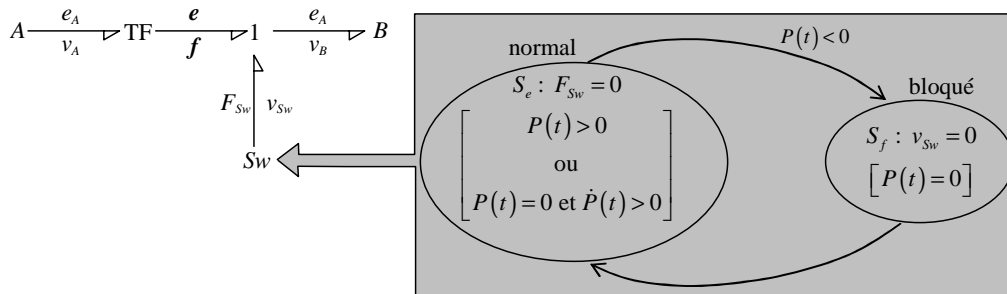 e_A e e_A
A TF 1 B
v_A f v_B
F_Sw v_Sw
Sw
normal
S_e : F_Sw = 0
P(t) > 0
ou
P(t) = 0 et Ṗ(t) > 0
P(t) < 0
bloqué
S_f : v_Sw = 0
[P(t) = 0]